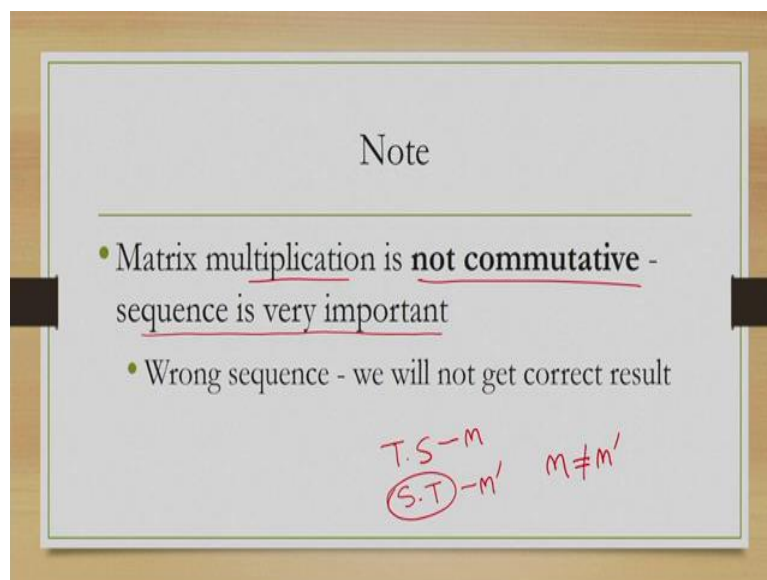 Note
• Matrix multiplication is not commutative -
sequence is very important
• Wrong sequence - we will not get correct result
T.S-M
S.T-M' M≠M'